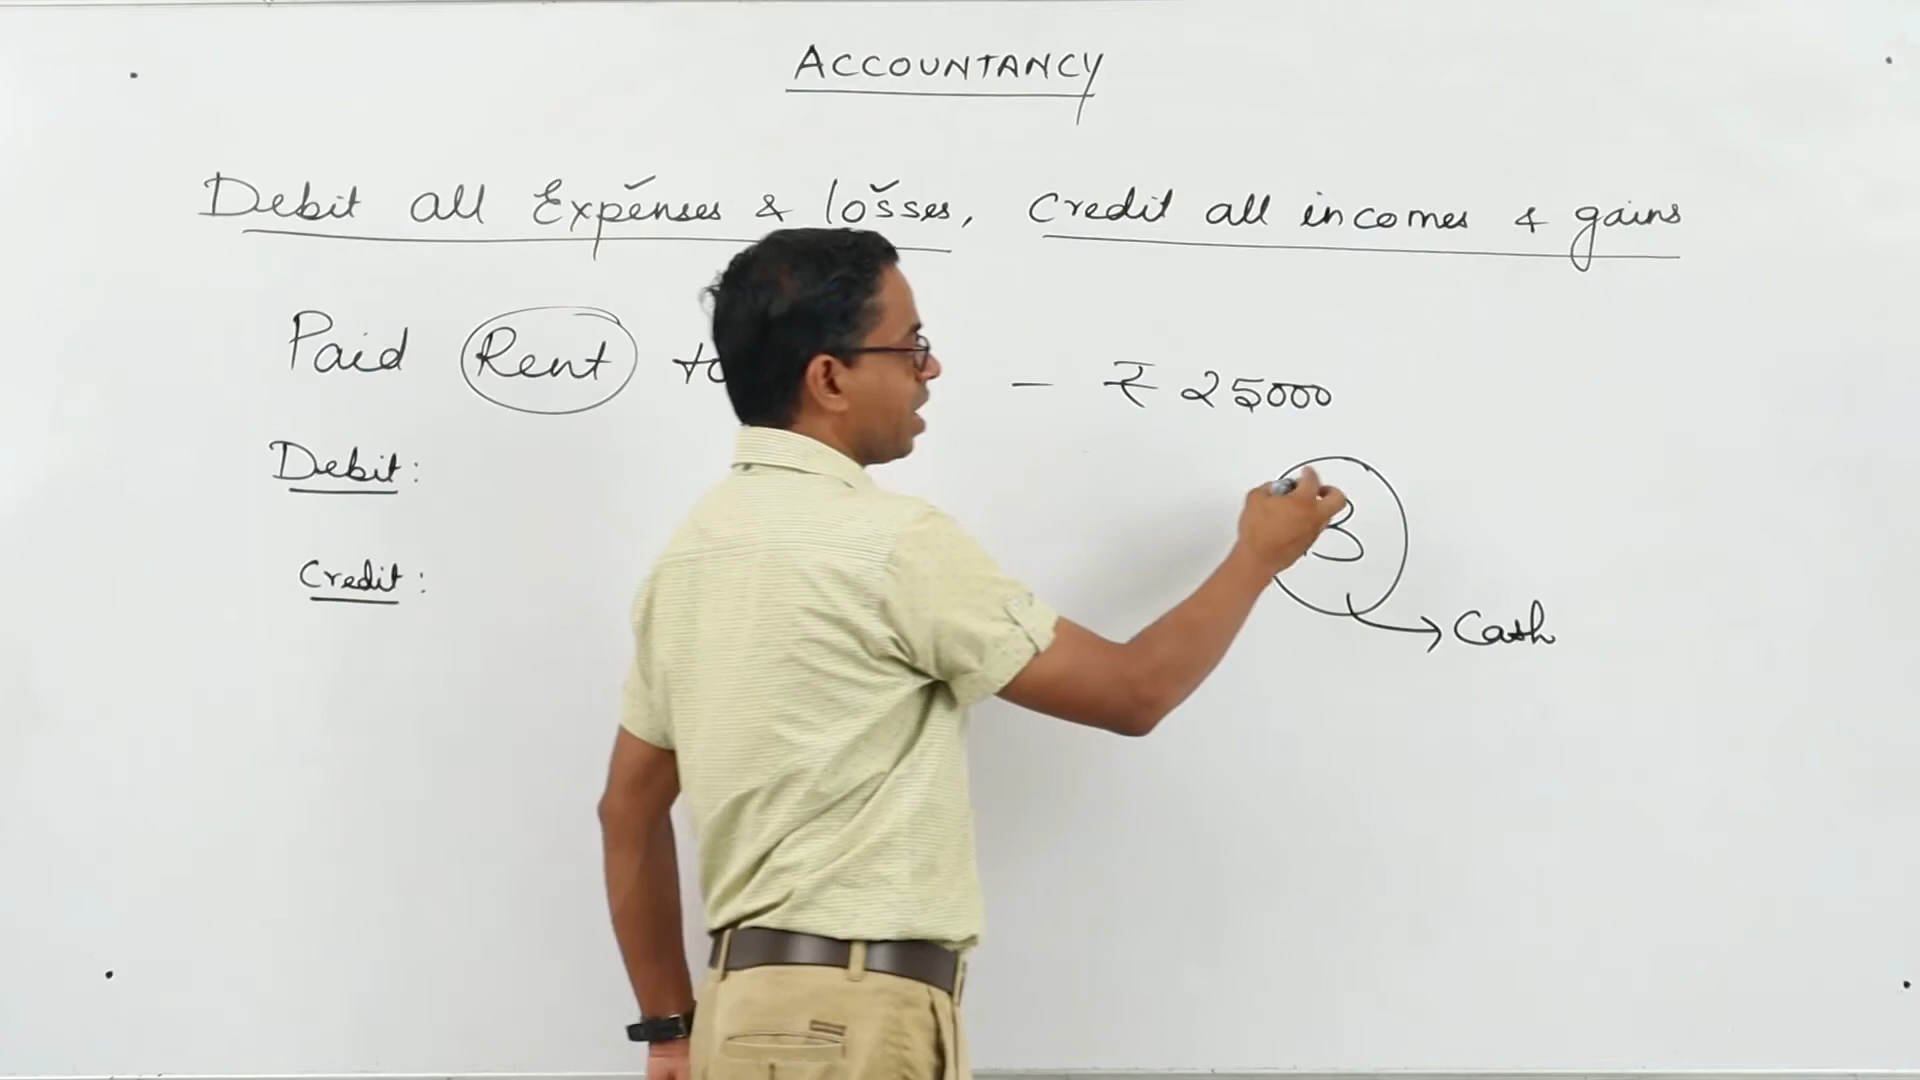 ACCOUNTANCY
Debit all Expenses & losses, Credit all incomes & gains
Paid Rent to - ₹ 25000
Debit:
B
Credit:
Cash